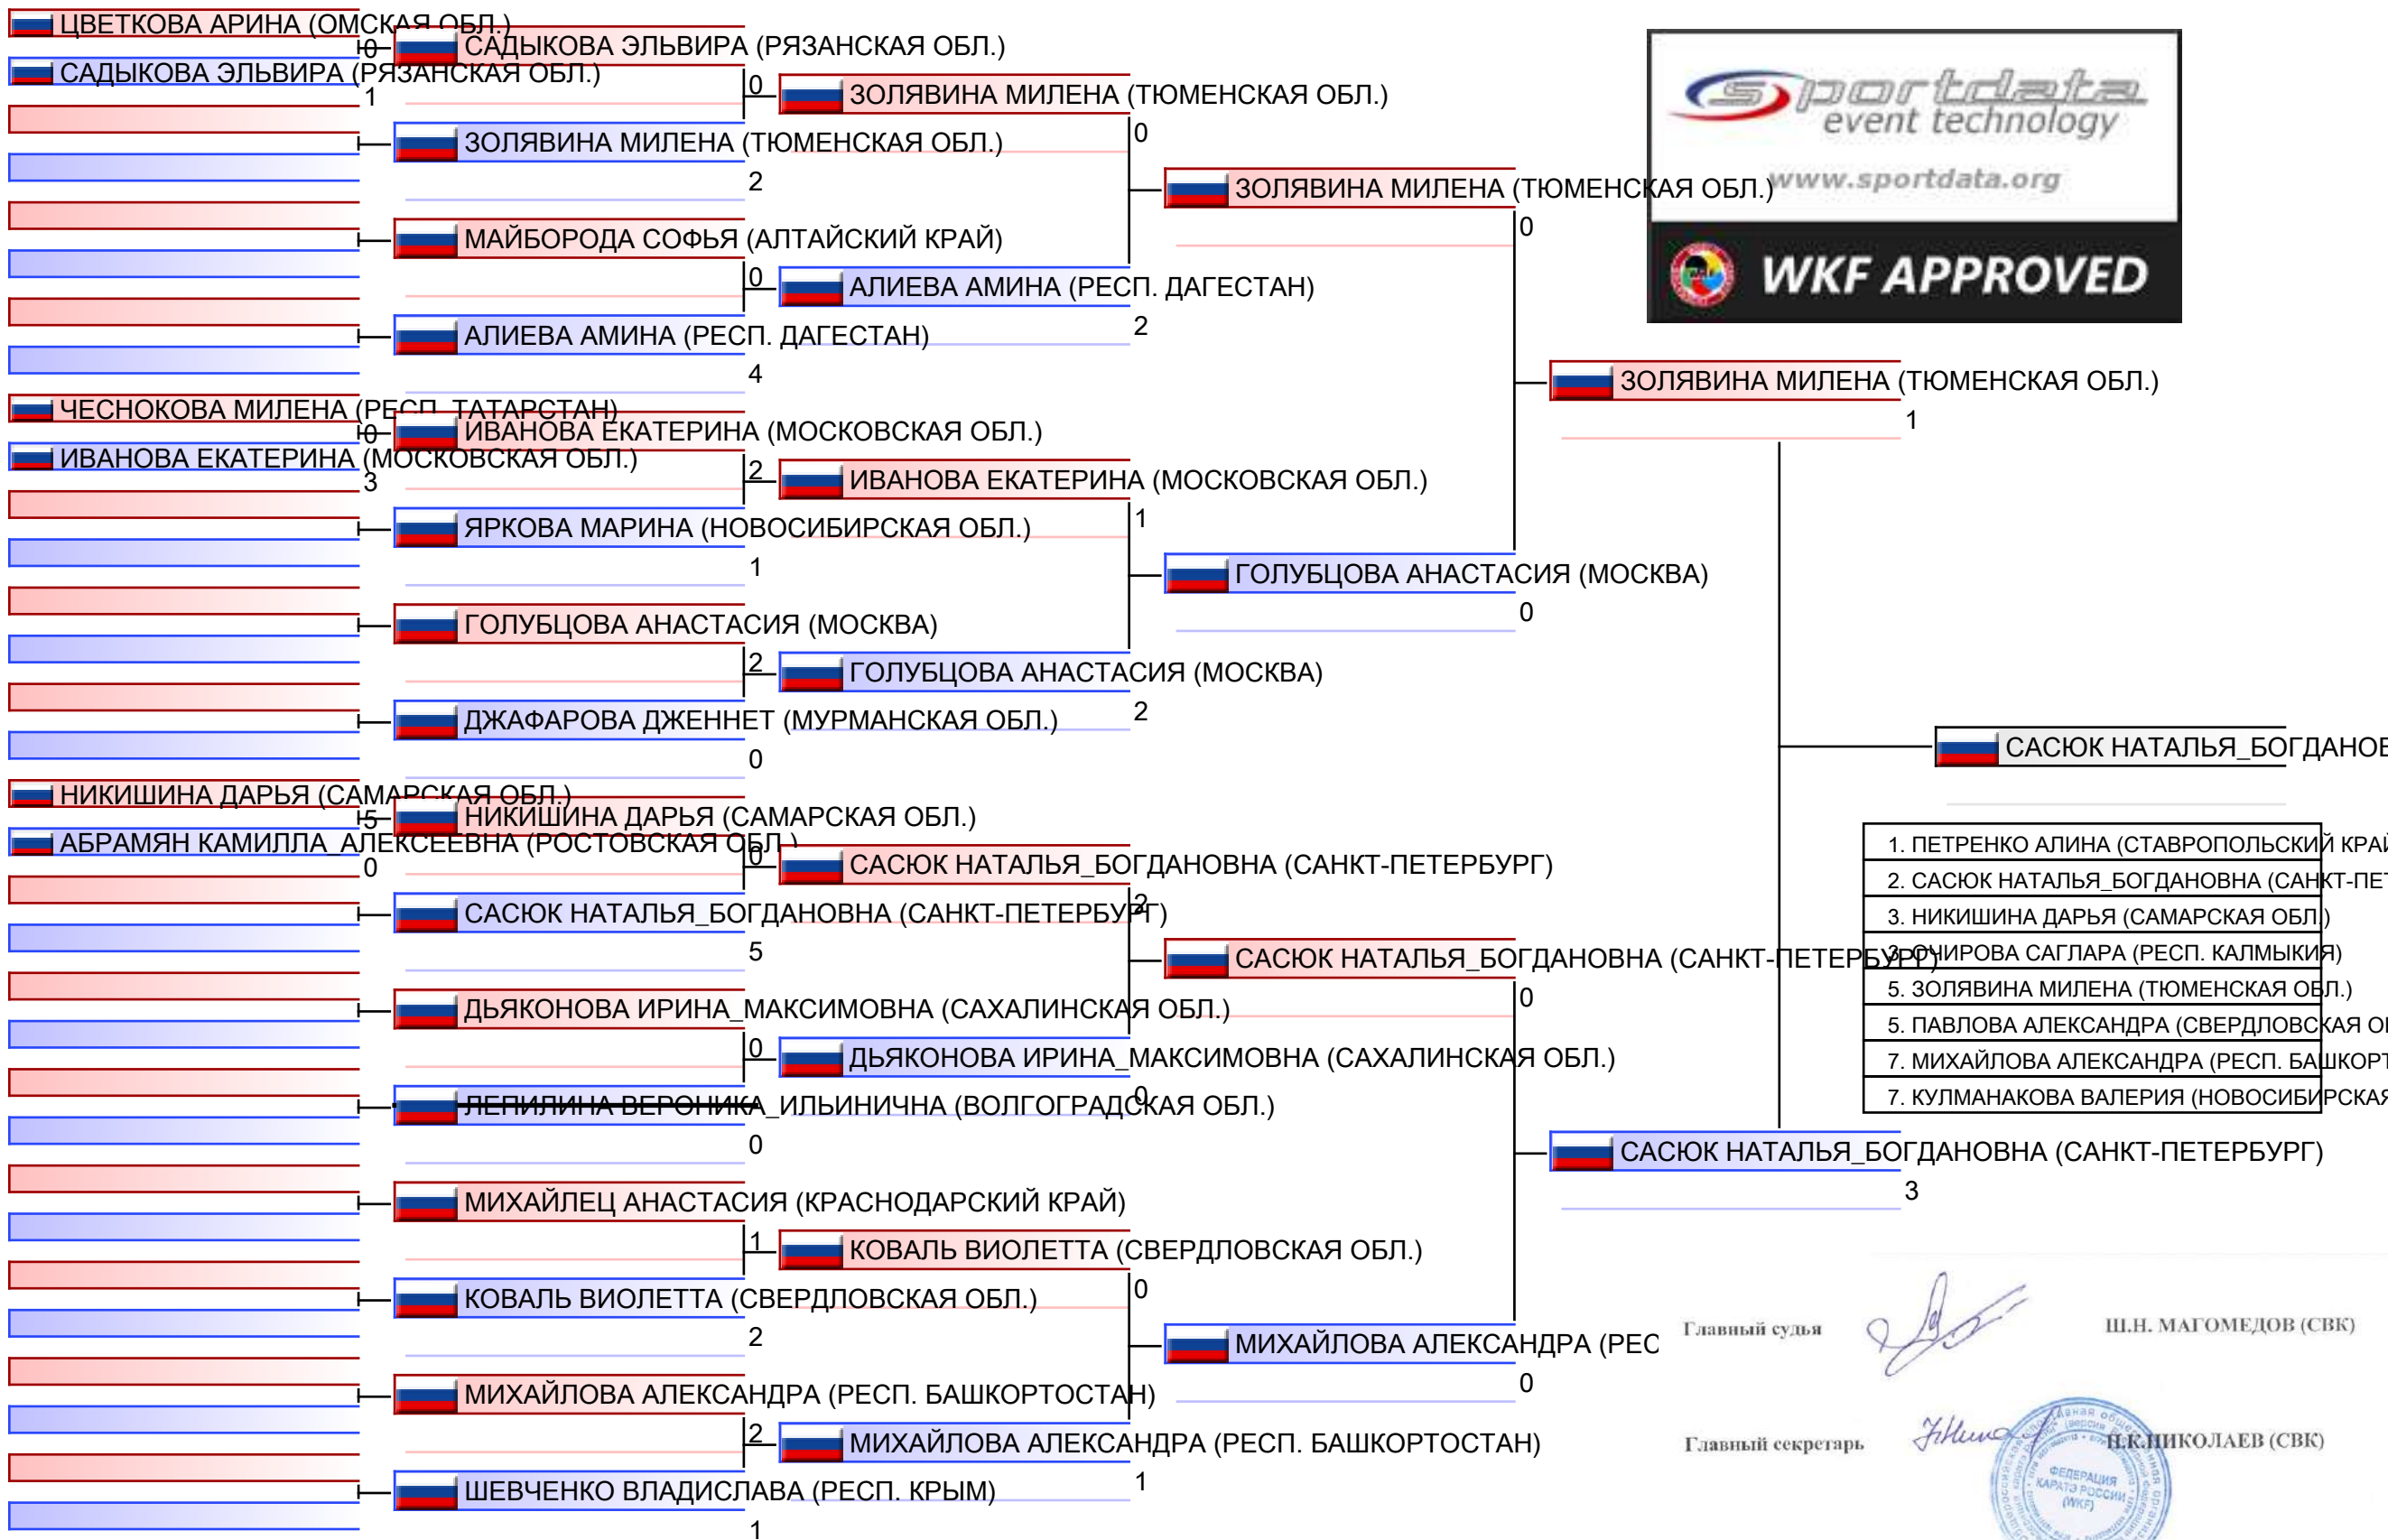 ЦВЕТКОВА АРИНА (ОМСКАЯ ОБЛ.)
0
САДЫКОВА ЭЛЬВИРА (РЯЗАНСКАЯ ОБЛ.)
1
ЧЕСНОКОВА МИЛЕНА (РЕСП. ТАТАРСТАН)
0
ИВАНОВА ЕКАТЕРИНА (МОСКОВСКАЯ ОБЛ.)
3
НИКИШИНА ДАРЬЯ (САМАРСКАЯ ОБЛ.)
5
АБРАМЯН КАМИЛЛА_АЛЕКСЕЕВНА (РОСТОВСКАЯ ОБЛ.)
0
САДЫКОВА ЭЛЬВИРА (РЯЗАНСКАЯ ОБЛ.)
0
ЗОЛЯВИНА МИЛЕНА (ТЮМЕНСКАЯ ОБЛ.)
2
МАЙБОРОДА СОФЬЯ (АЛТАЙСКИЙ КРАЙ)
0
АЛИЕВА АМИНА (РЕСП. ДАГЕСТАН)
4
ИВАНОВА ЕКАТЕРИНА (МОСКОВСКАЯ ОБЛ.)
2
ЯРКОВА МАРИНА (НОВОСИБИРСКАЯ ОБЛ.)
1
ГОЛУБЦОВА АНАСТАСИЯ (МОСКВА)
2
ДЖАФАРОВА ДЖЕННЕТ (МУРМАНСКАЯ ОБЛ.)
0
НИКИШИНА ДАРЬЯ (САМАРСКАЯ ОБЛ.)
0
САСЮК НАТАЛЬЯ_БОГДАНОВНА (САНКТ-ПЕТЕРБУРГ)
5
ДЬЯКОНОВА ИРИНА_МАКСИМОВНА (САХАЛИНСКАЯ ОБЛ.)
0
ЛЕПИЛИНА ВЕРОНИКА_ИЛЬИНИЧНА (ВОЛГОГРАДСКАЯ ОБЛ.)
0
МИХАЙЛЕЦ АНАСТАСИЯ (КРАСНОДАРСКИЙ КРАЙ)
1
КОВАЛЬ ВИОЛЕТТА (СВЕРДЛОВСКАЯ ОБЛ.)
2
МИХАЙЛОВА АЛЕКСАНДРА (РЕСП. БАШКОРТОСТАН)
2
ШЕВЧЕНКО ВЛАДИСЛАВА (РЕСП. КРЫМ)
1
ЗОЛЯВИНА МИЛЕНА (ТЮМЕНСКАЯ ОБЛ.)
0
АЛИЕВА АМИНА (РЕСП. ДАГЕСТАН)
2
ИВАНОВА ЕКАТЕРИНА (МОСКОВСКАЯ ОБЛ.)
1
ГОЛУБЦОВА АНАСТАСИЯ (МОСКВА)
2
САСЮК НАТАЛЬЯ_БОГДАНОВНА (САНКТ-ПЕТЕРБУРГ)
2
ДЬЯКОНОВА ИРИНА_МАКСИМОВНА (САХАЛИНСКАЯ ОБЛ.)
0
КОВАЛЬ ВИОЛЕТТА (СВЕРДЛОВСКАЯ ОБЛ.)
0
МИХАЙЛОВА АЛЕКСАНДРА (РЕСП. БАШКОРТОСТАН)
1
ЗОЛЯВИНА МИЛЕНА (ТЮМЕНСКАЯ ОБЛ.)
0
ГОЛУБЦОВА АНАСТАСИЯ (МОСКВА)
0
САСЮК НАТАЛЬЯ_БОГДАНОВНА (САНКТ-ПЕТЕРБУРГ)
0
МИХАЙЛОВА АЛЕКСАНДРА (РЕС
0
ЗОЛЯВИНА МИЛЕНА (ТЮМЕНСКАЯ ОБЛ.)
1
САСЮК НАТАЛЬЯ_БОГДАНОВНА (САНКТ-ПЕТЕРБУРГ)
3
sportdata
event technology
www.sportdata.org
WKF APPROVED
САСЮК НАТАЛЬЯ_БОГДАНОВ
1. ПЕТРЕНКО АЛИНА (СТАВРОПОЛЬСКИЙ КРАЙ
2. САСЮК НАТАЛЬЯ_БОГДАНОВНА (САНКТ-ПЕТ
3. НИКИШИНА ДАРЬЯ (САМАРСКАЯ ОБЛ.)
3. ОЧИРОВА САГЛАРА (РЕСП. КАЛМЫКИЯ)
5. ЗОЛЯВИНА МИЛЕНА (ТЮМЕНСКАЯ ОБЛ.)
5. ПАВЛОВА АЛЕКСАНДРА (СВЕРДЛОВСКАЯ ОБ
7. МИХАЙЛОВА АЛЕКСАНДРА (РЕСП. БАШКОРТ
7. КУЛМАНАКОВА ВАЛЕРИЯ (НОВОСИБИРСКАЯ
Главный судья
Ш.Н. МАГОМЕДОВ (СВК)
Главный секретарь
П.К.НИКОЛАЕВ (СВК)
ФЕДЕРАЦИЯ
КАРАТЭ РОССИИ
(WKF)